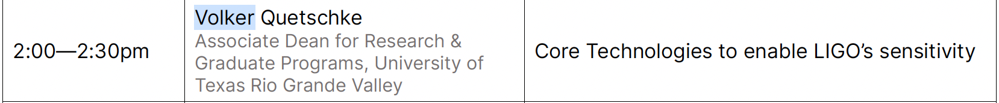 2:00—2:30pm
Volker Quetschke
Associate Dean for Research &
Graduate Programs, University of
Texas Rio Grande Valley
Core Technologies to enable LIGO’s sensitivity